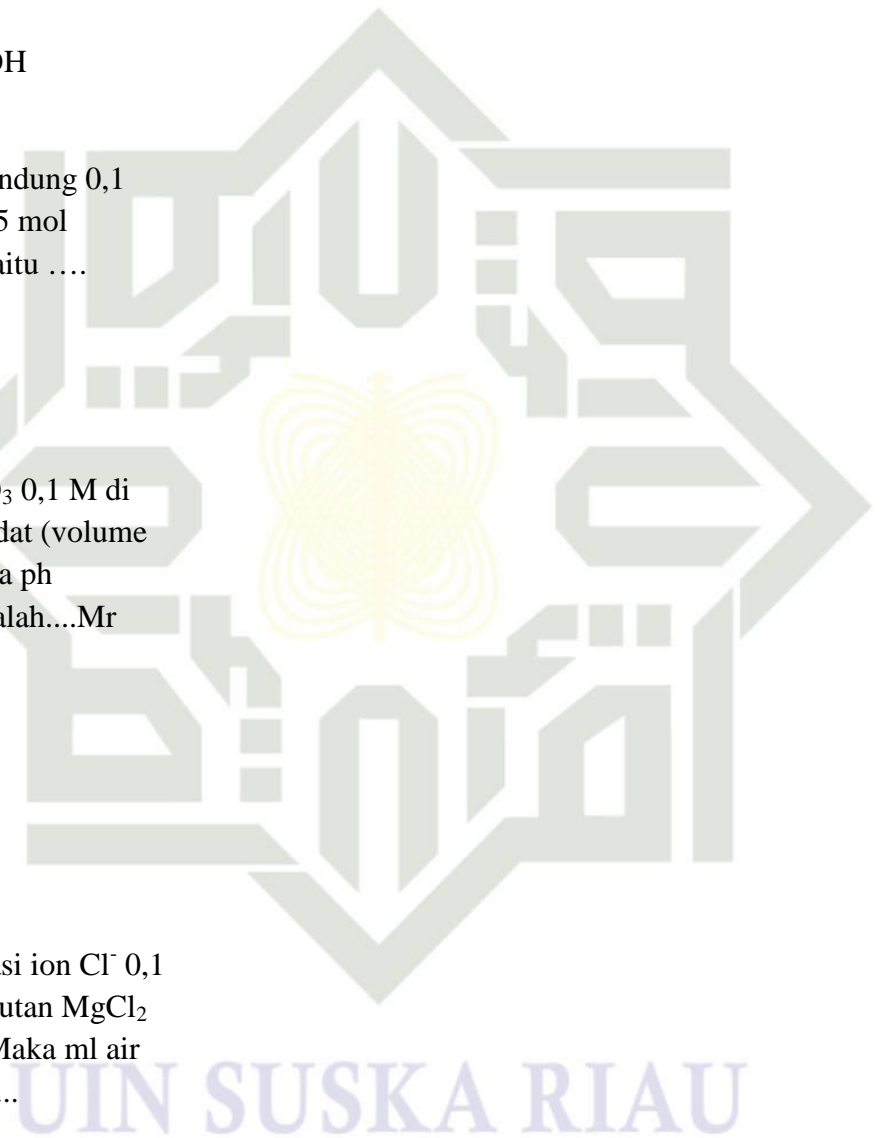 OH
ndung 0,1
5 mol
aitu ….
₃ 0,1 M di
dat (volume
a ph
alah....Mr
si ion Cl⁻ 0,1
utan MgCl₂
Maka ml air
...
UIN SUSKA RIAU